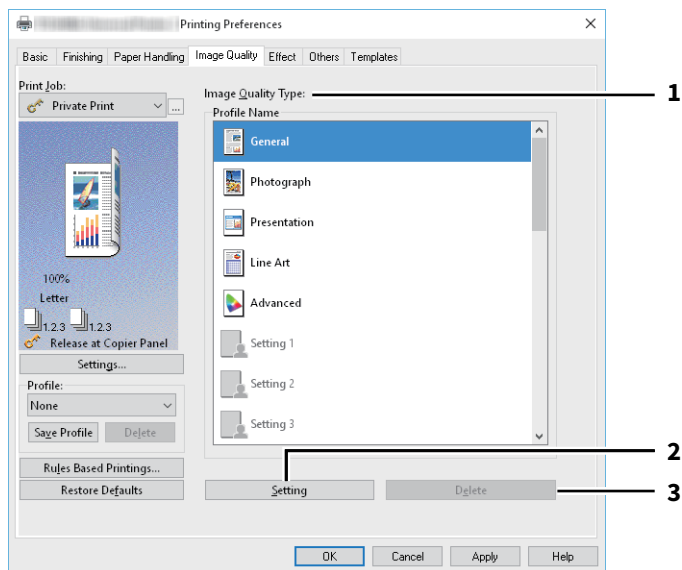 Printing Preferences
Basic Finishing Paper Handling Image Quality Effect Others Templates
Print Job:
Private Print
...
100%
Letter
1.2.3 1.2.3
Release at Copier Panel
Settings...
Profile:
None
Save Profile Delete
Rules Based Printings...
Restore Defaults
Image Quality Type:
Profile Name
General
Photograph
Presentation
Line Art
Advanced
Setting 1
Setting 2
Setting 3
Setting Delete
OK Cancel Apply Help
1
2
3